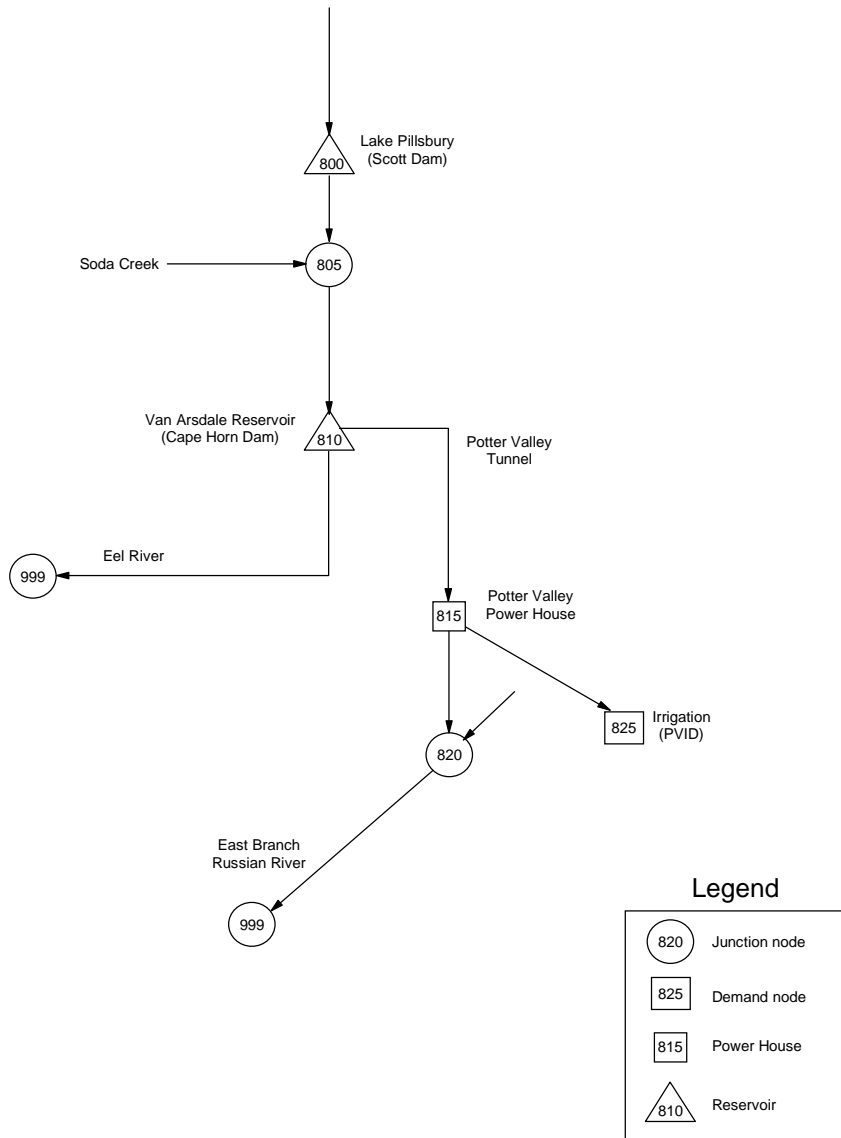 Lake Pillsbury
(Scott Dam)
800
Soda Creek
805
Van Arsdale Reservoir
(Cape Horn Dam)
810
Potter Valley
Tunnel
Eel River
999
Potter Valley
Power House
815
Irrigation
(PVID)
825
820
East Branch
Russian River
999
Legend
820
Junction node
825
Demand node
815
Power House
810
Reservoir